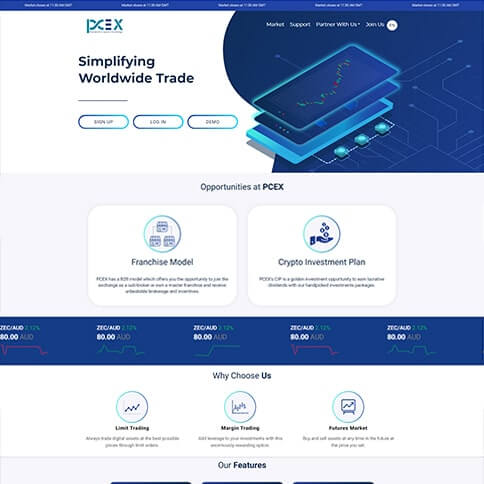 Market closes at 11:30 AM GMT Market closes at 11:30 AM GMT Market closes at 11:30 AM GMT Market closes at 11:30 AM GMT Market closes at 11:30 AM GMT
PCEX
Market Support Partner With Us Join Us EN
Simplifying
Worldwide Trade
SIGN UP LOG IN DEMO
Opportunities at PCEX
Franchise Model
PCEX has a B2B model which offers you the opportunity to join the
exchange as a sub-broker or own a master franchise and receive
unbeatable brokerage and incentives.
Crypto Investment Plan
PCEX's CIP is a golden investment opportunity to earn lucrative
dividends with our handpicked investments packages.
ZEC/AUD 2.12% ZEC/AUD 2.12% ZEC/AUD 2.12% ZEC/AUD 2.12% ZEC/AUD 2.12%
80.00 AUD 80.00 AUD 80.00 AUD 80.00 AUD 80.00 AUD
Why Choose Us
Limit Trading
Always trade digital assets at the best possible
prices through limit orders.
Margin Trading
Add leverage to your investments with this
enormously rewarding option.
Futures Market
Buy and sell assets at any time in the future at
the price you set.
Our Features